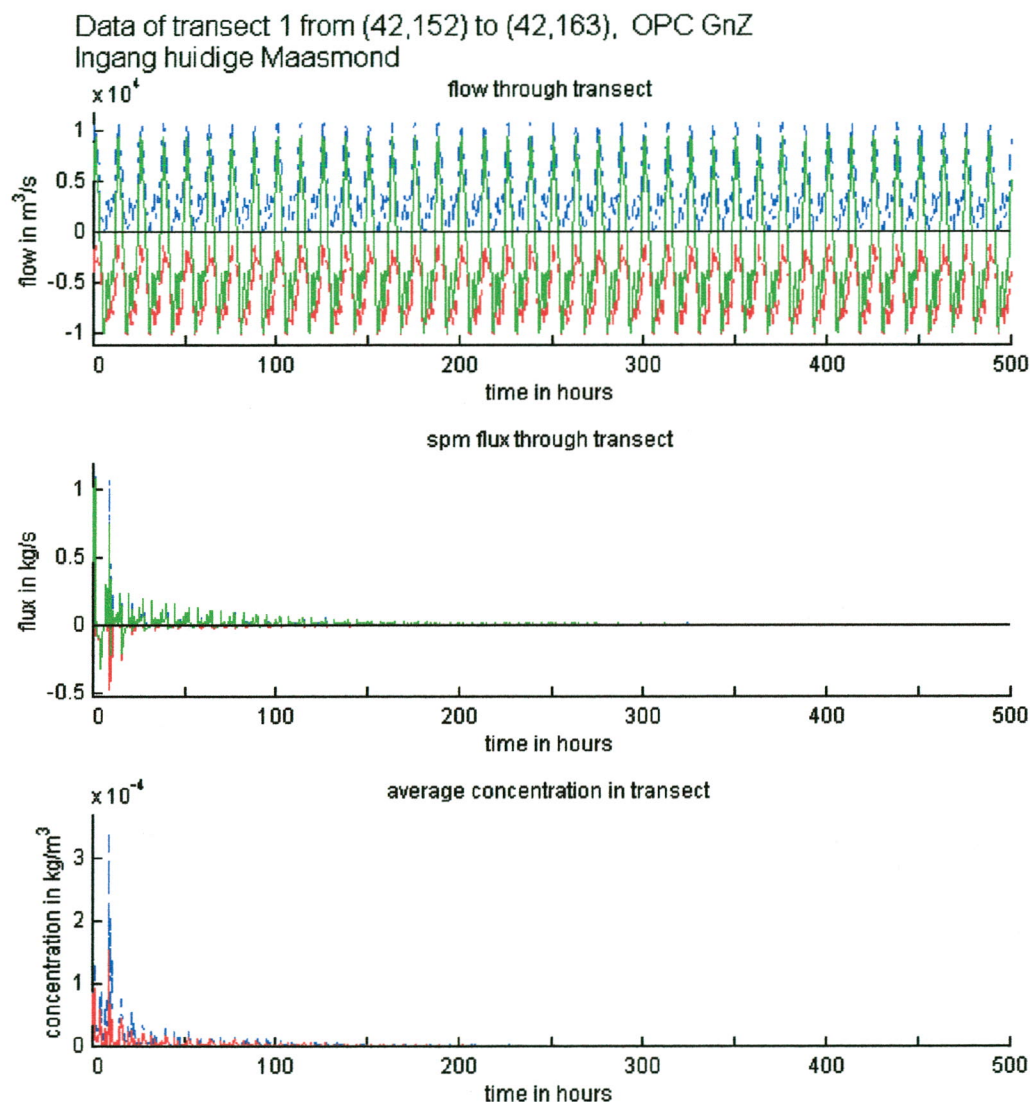 Data of transect 1 from (42,152) to (42,163), OPC GnZ
Ingang huidige Maasmond
x 10⁴
flow through transect
flow in m³/s
1
0.5
0
-0.5
-1
0 100 200 300 400 500
time in hours
spm flux through transect
flux in kg/s
1
0.5
0
-0.5
0 100 200 300 400 500
time in hours
x 10⁻⁴
average concentration in transect
concentration in kg/m³
3
2
1
0
0 100 200 300 400 500
time in hours